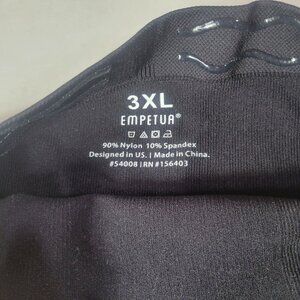 3XL
EMPETUA®
90% Nylon 10% Spandex
Designed in US. | Made in China.
#54008 | RN #156403